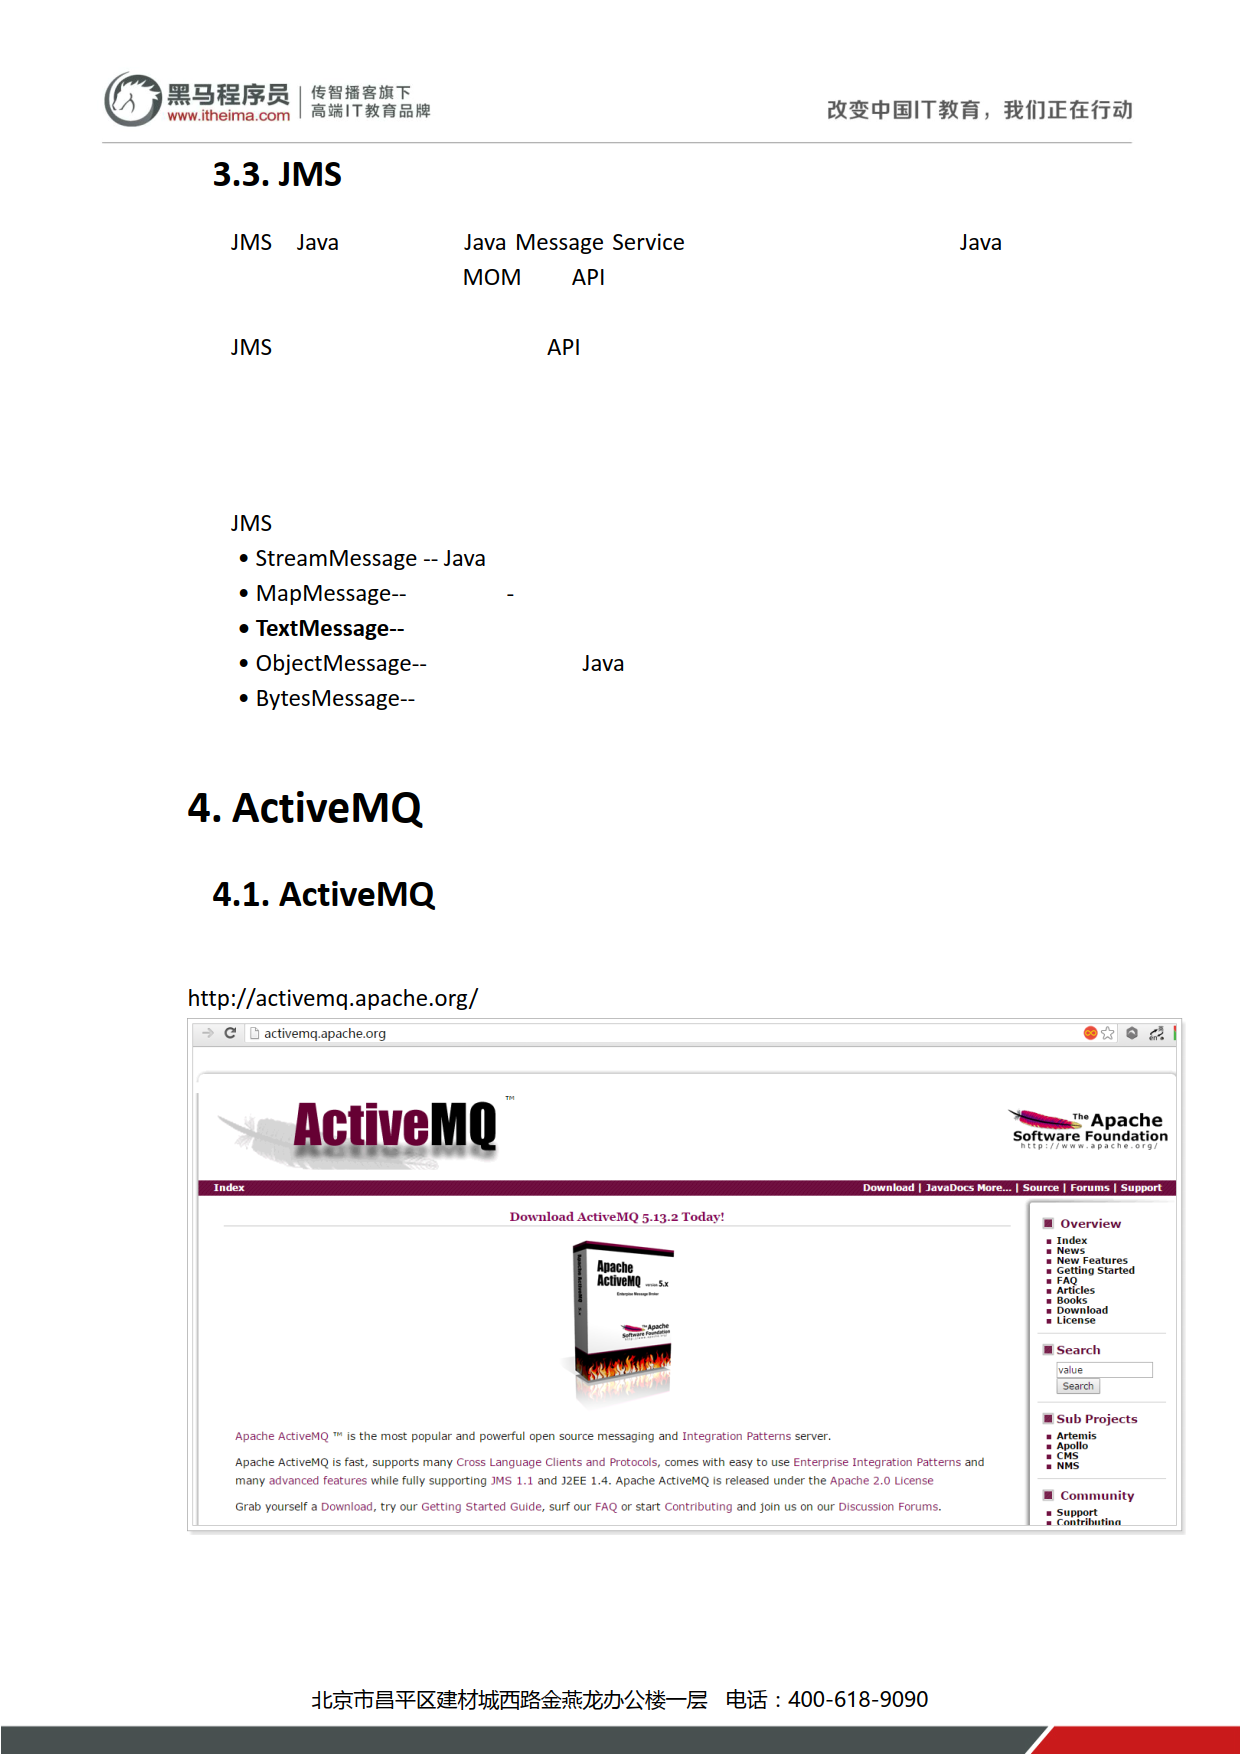 黑马程序员
www.itheima.com
传智播客旗下
高端IT教育品牌
改变中国IT教育，我们正在行动
3.3. JMS
JMS Java Java Message Service Java
MOM API
JMS API
JMS
• StreamMessage -- Java
• MapMessage-- -
• TextMessage--
• ObjectMessage-- Java
• BytesMessage--
4. ActiveMQ
4.1. ActiveMQ
http://activemq.apache.org/
activemq.apache.org
ActiveMQ ™
The Apache
Software Foundation
http://www.apache.org/
Index
Download | JavaDocs More... | Source | Forums | Support
Download ActiveMQ 5.13.2 Today!
Apache
ActiveMQ version 5.x
Enterprise Message Broker
The Apache
Software Foundation
Apache ActiveMQ ™ is the most popular and powerful open source messaging and Integration Patterns server.
Apache ActiveMQ is fast, supports many Cross Language Clients and Protocols, comes with easy to use Enterprise Integration Patterns and
many advanced features while fully supporting JMS 1.1 and J2EE 1.4. Apache ActiveMQ is released under the Apache 2.0 License
Grab yourself a Download, try our Getting Started Guide, surf our FAQ or start Contributing and join us on our Discussion Forums.
Overview
Index
News
New Features
Getting Started
FAQ
Articles
Books
Download
License
Search
value
Search
Sub Projects
Artemis
Apollo
CMS
NMS
Community
Support
Contributing
北京市昌平区建材城西路金燕龙办公楼一层 电话：400-618-9090